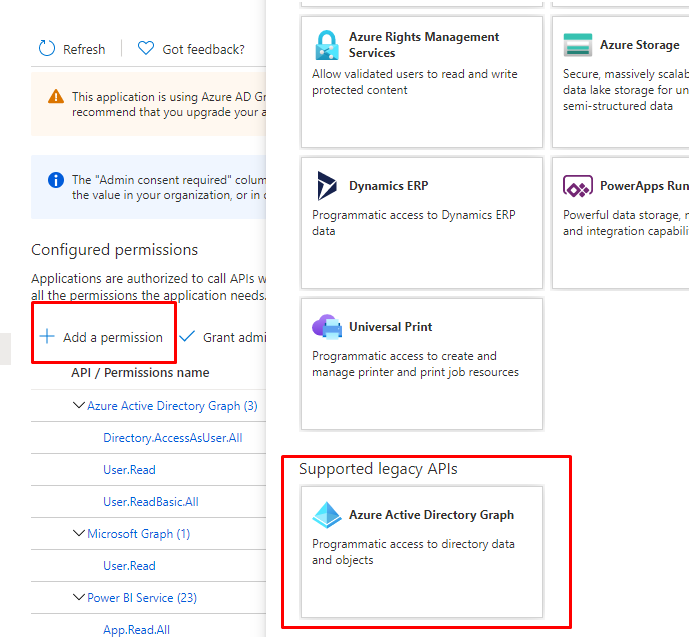 Refresh
Got feedback?
This application is using Azure AD
recommend that you upgrade your
The "Admin consent required"
the value in your organization, or in
Configured permissions
Applications are authorized to call APIs
all the permissions the application needs.
Add a permission
Grant
API / Permissions name
Azure Active Directory Graph (3)
Directory.AccessAsUser.All
User.Read
User.ReadBasic.All
Microsoft Graph (1)
User.Read
Power BI Service (23)
App.Read.All
Azure Rights Management
Services
Allow validated users to read and write
protected content
Azure Storage
Secure, massively
data lake storage for
semi-structured data
Dynamics ERP
Programmatic access to Dynamics ERP
data
PowerApps
Powerful data storage,
and integration
Universal Print
Programmatic access to create and
manage printer and print job resources
Supported legacy APIs
Azure Active Directory Graph
Programmatic access to directory data
and objects